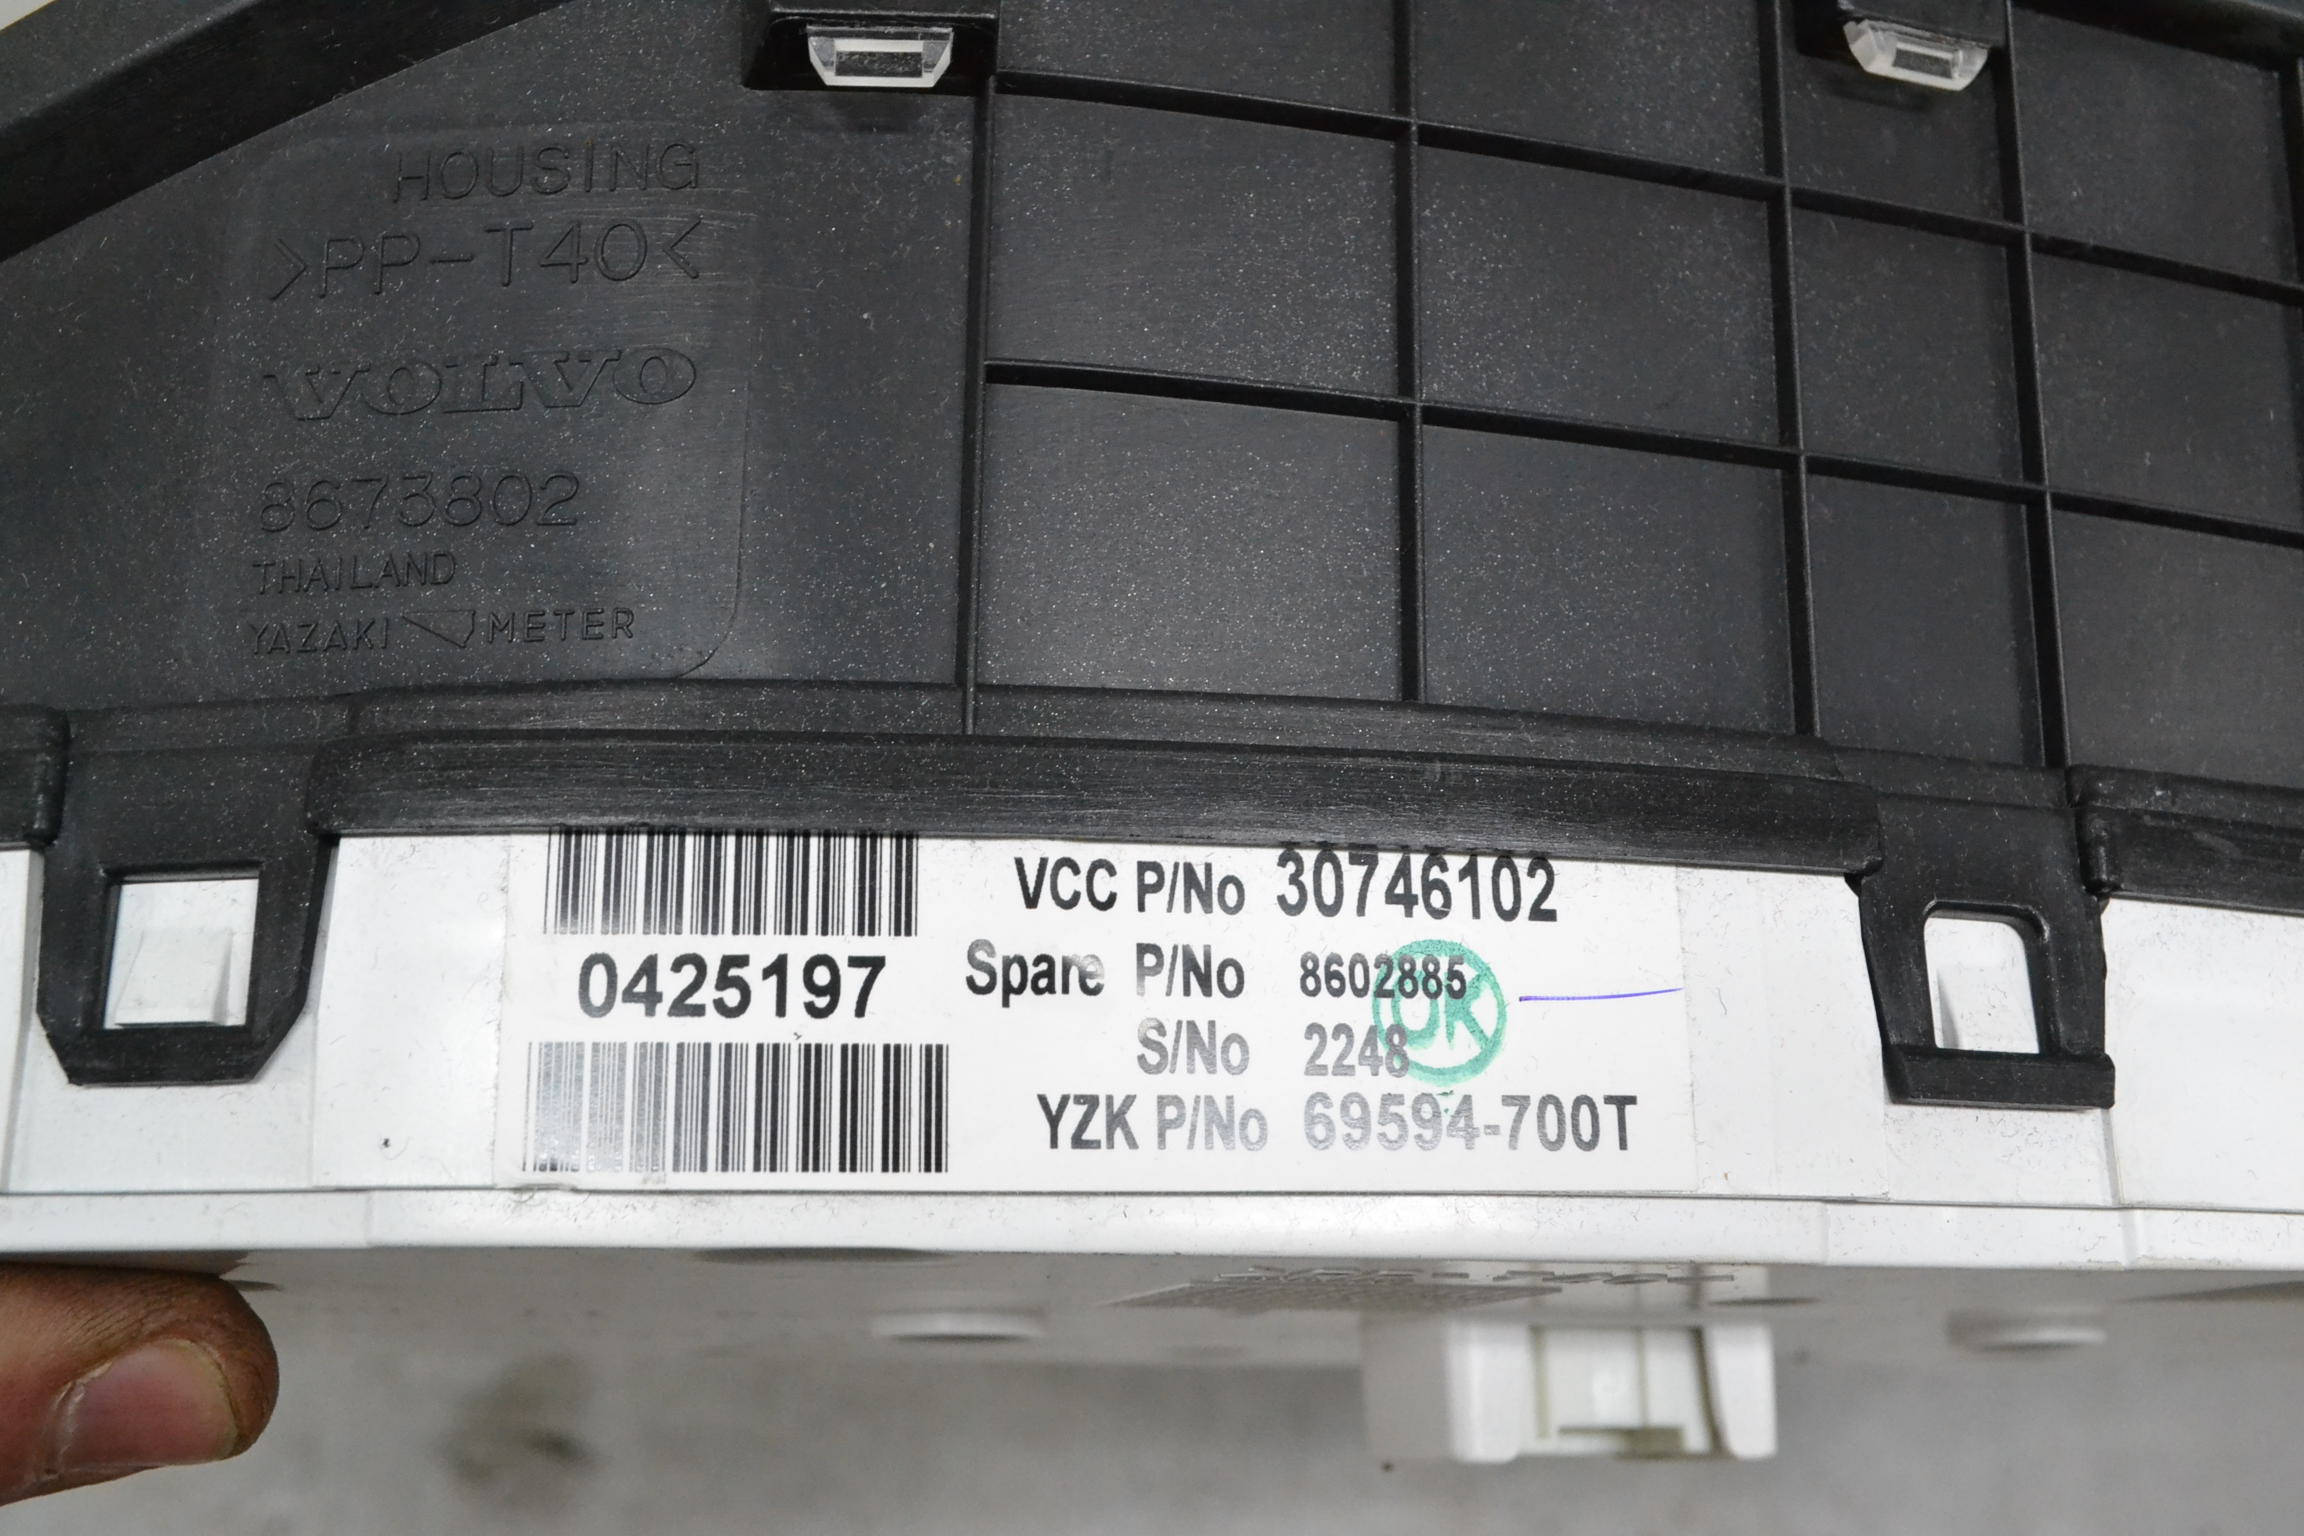 HOUSING
>PP-T40<
VOLVO
8673802
THAILAND
YAZAKI METER
0425197
VCC P/No 30746102
Spare P/No 8602885
OK
S/No 2248
YZK P/No 69594-700T